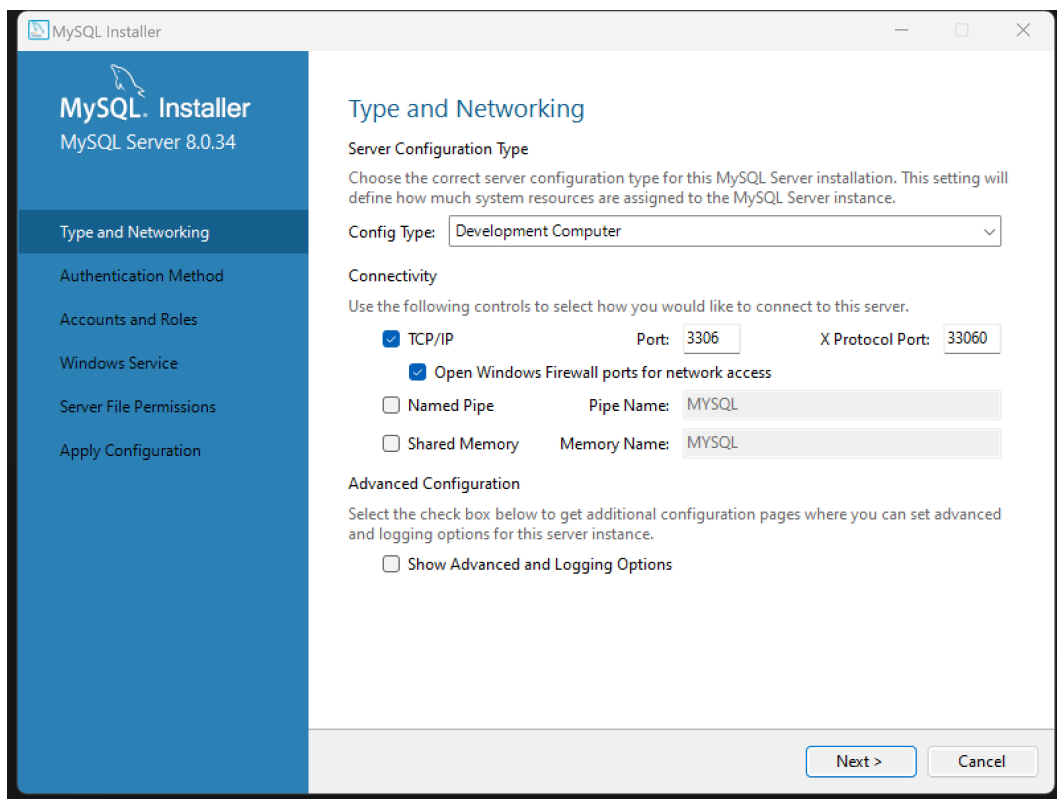 MySQL Installer
MySQL. Installer
MySQL Server 8.0.34
Type and Networking
Authentication Method
Accounts and Roles
Windows Service
Server File Permissions
Apply Configuration
Type and Networking
Server Configuration Type
Choose the correct server configuration type for this MySQL Server installation. This setting will
define how much system resources are assigned to the MySQL Server instance.
Config Type: Development Computer
Connectivity
Use the following controls to select how you would like to connect to this server.
TCP/IP Port: 3306 X Protocol Port: 33060
Open Windows Firewall ports for network access
Named Pipe Pipe Name: MYSQL
Shared Memory Memory Name: MYSQL
Advanced Configuration
Select the check box below to get additional configuration pages where you can set advanced
and logging options for this server instance.
Show Advanced and Logging Options
Next > Cancel